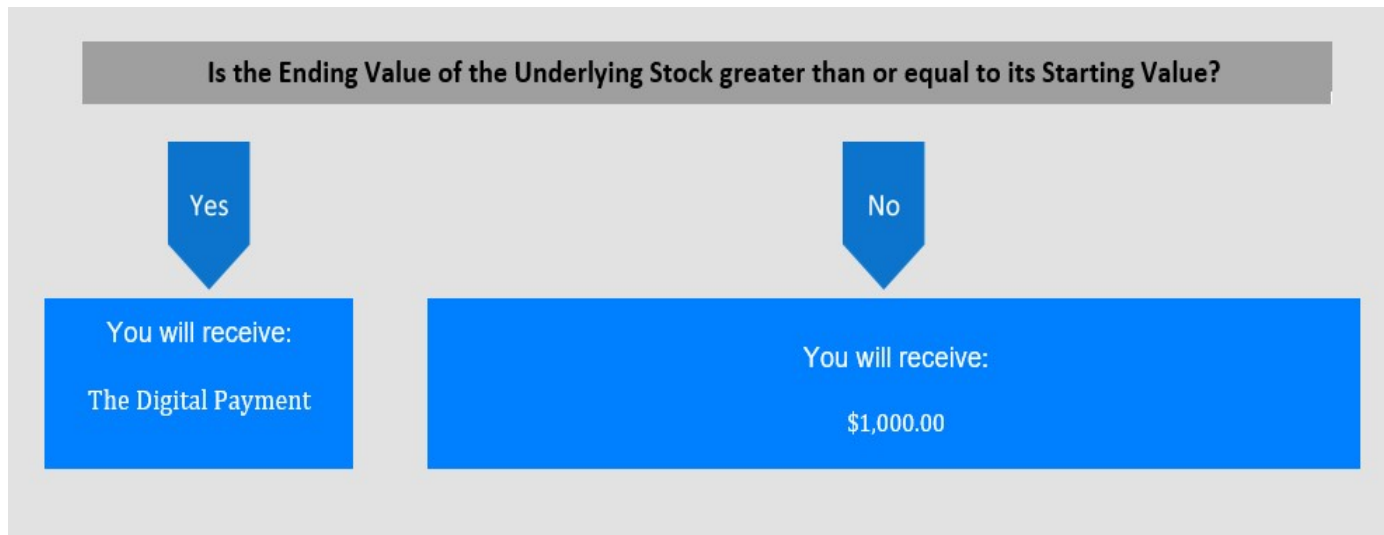 Is the Ending Value of the Underlying Stock greater than or equal to its Starting Value?
Yes
No
You will receive:
The Digital Payment
You will receive:
$1,000.00